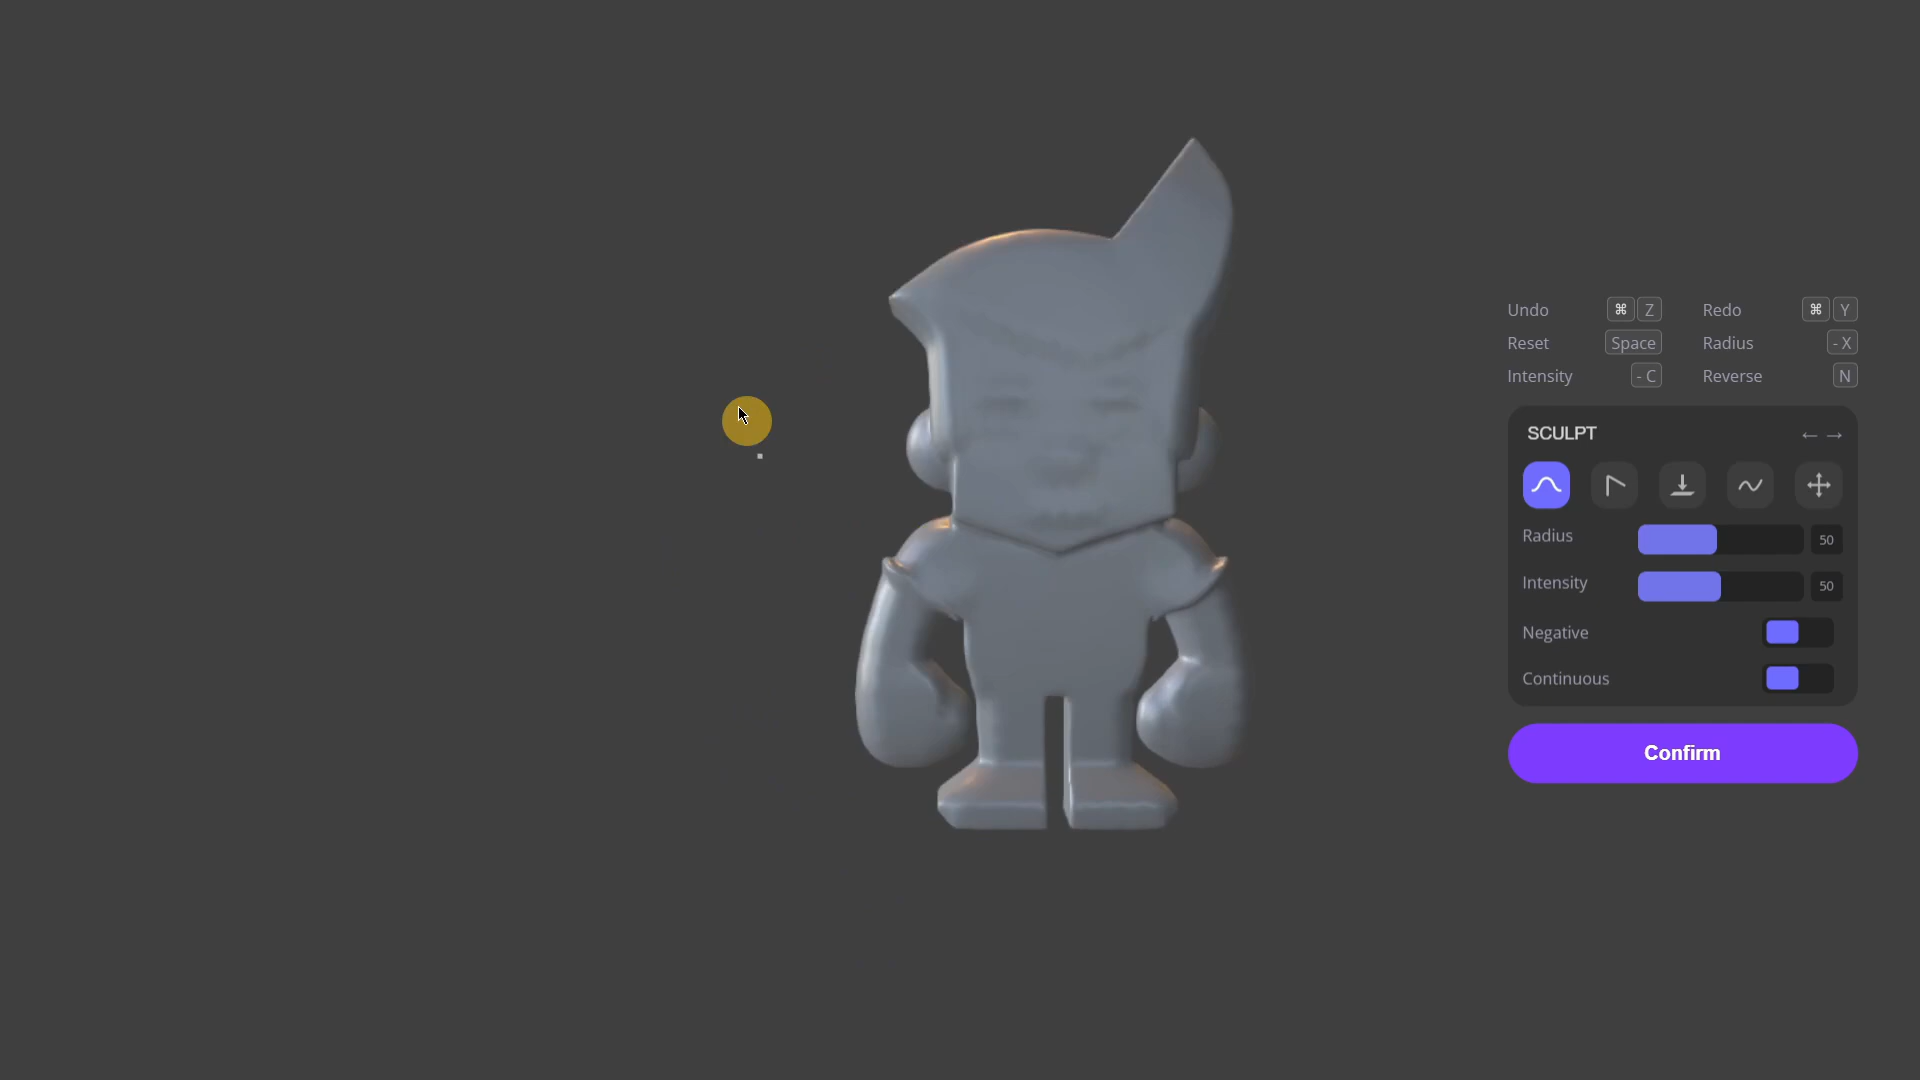 Undo ⌘ Z Redo ⌘ Y
Reset Space Radius - X
Intensity - C Reverse N
SCULPT ← →
Radius 50
Intensity 50
Negative
Continuous
Confirm